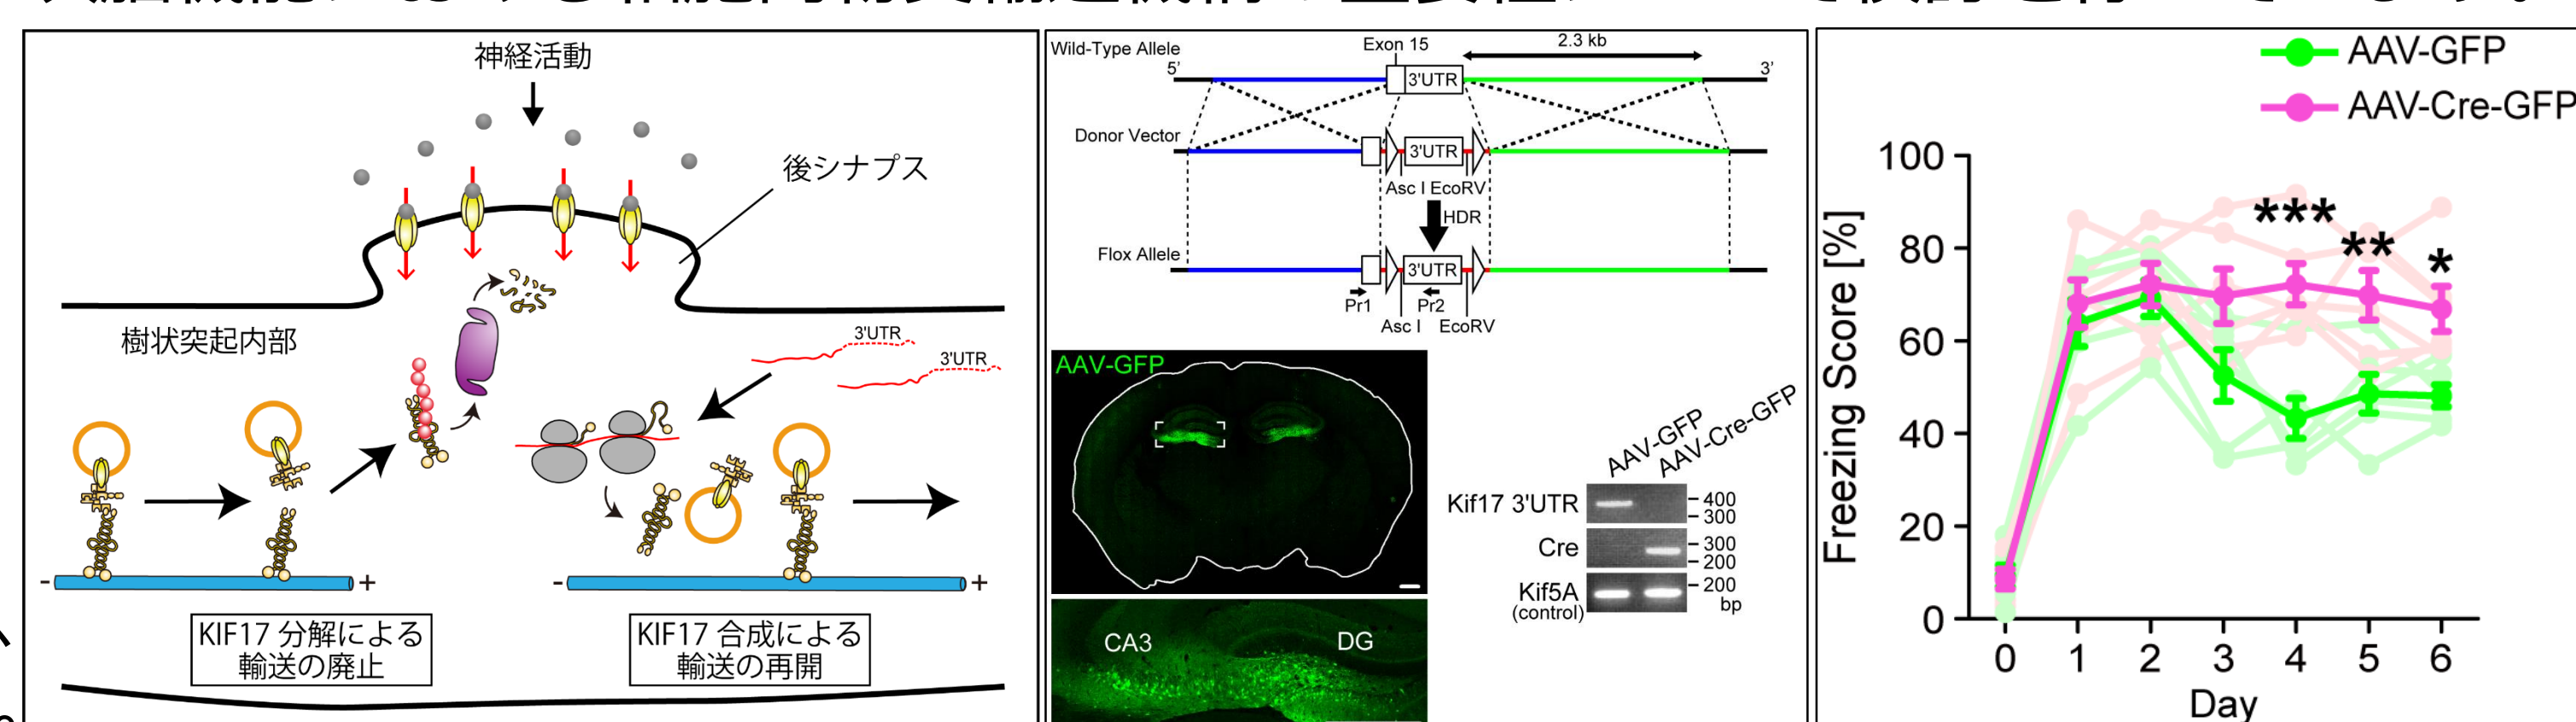 神経活動
後シナプス
樹状突起内部
3'UTR
3'UTR
-
+
-
+
KIF17 分解による
輸送の廃止
KIF17 合成による
輸送の再開
Wild-Type Allele
Exon 15
2.3 kb
5’
3'UTR
3’
Donor Vector
3'UTR
Asc I EcoRV
HDR
Flox Allele
3'UTR
Pr1
Pr2
Asc I
EcoRV
AAV-GFP
CA3
DG
AAV-GFP
AAV-Cre-GFP
Kif17 3'UTR
400
300
Cre
300
200
Kif5A
(control)
200
bp
AAV-GFP
AAV-Cre-GFP
Freezing Score [%]
100
80
60
40
20
0
***
**
*
0 1 2 3 4 5 6
Day